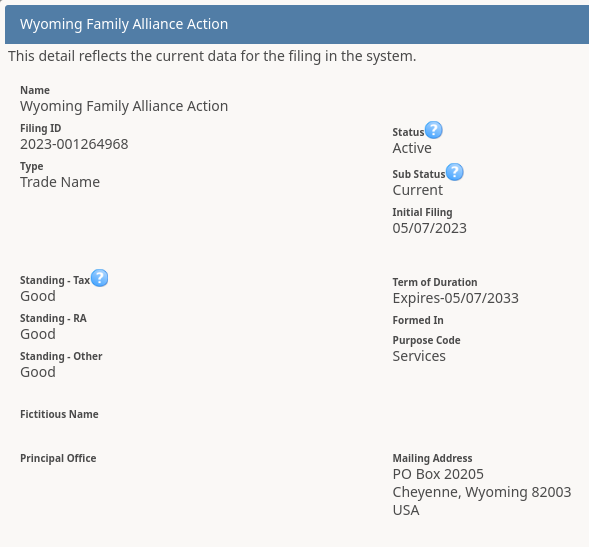 Wyoming Family Alliance Action
This detail reflects the current data for the filing in the system.
Name
Wyoming Family Alliance Action
Filing ID
2023-001264968
Type
Trade Name
Status ?
Active
Sub Status ?
Current
Initial Filing
05/07/2023
Standing - Tax ?
Good
Standing - RA
Good
Standing - Other
Good
Term of Duration
Expires-05/07/2033
Formed In
Purpose Code
Services
Fictitious Name
Principal Office
Mailing Address
PO Box 20205
Cheyenne, Wyoming 82003
USA